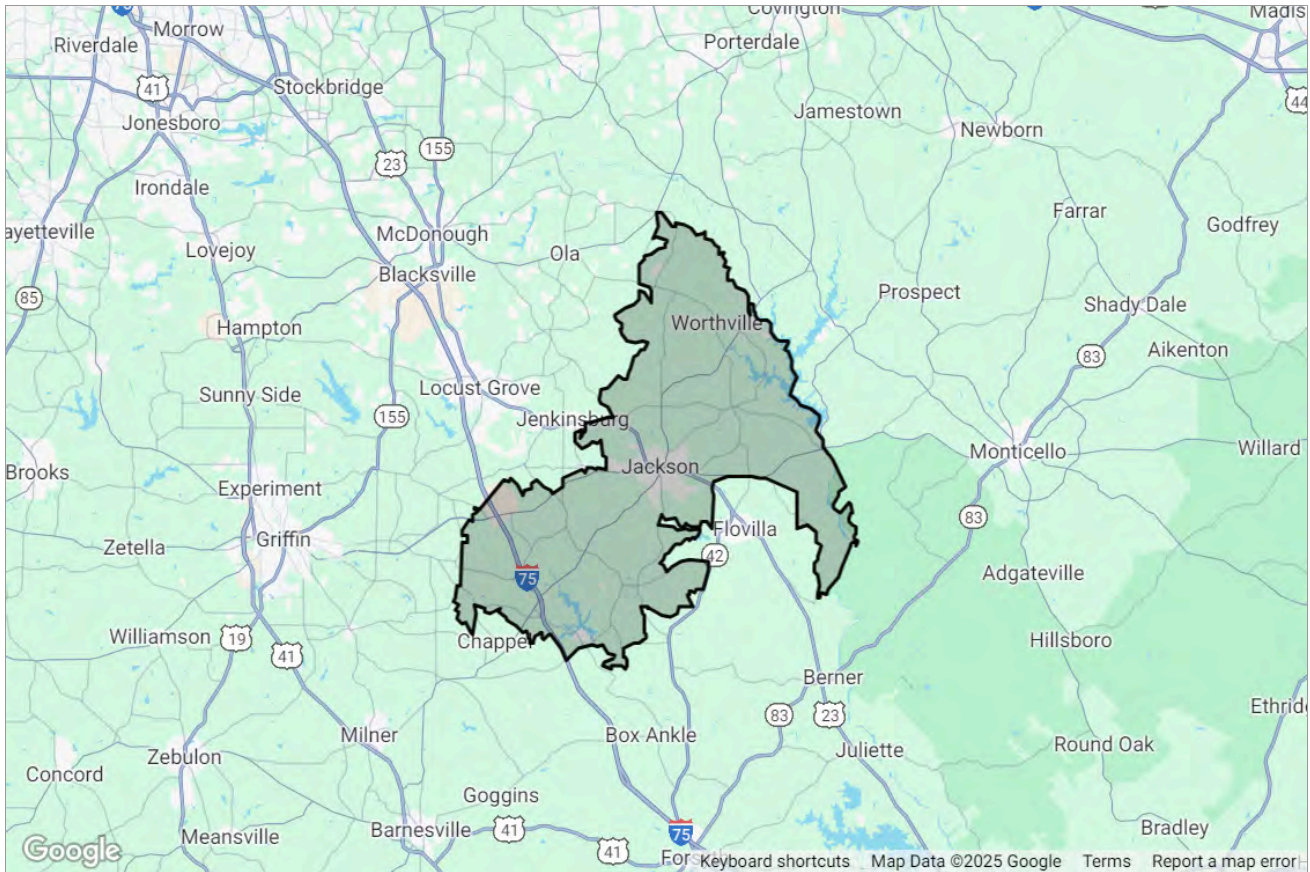 Covington
Madis
Morrow
Riverdale
Porterdale
41
Stockbridge
44
Jamestown
Jonesboro
155
Newborn
23
Irondale
Farrar
Godfrey
ayetteville
McDonough
Lovejoy
Ola
Blacksville
85
Prospect
Shady Dale
Hampton
Worthville
83
Aikenton
Locust Grove
Sunny Side
155
Jenkinsburg
Willard
Monticello
Brooks
Jackson
Experiment
83
Flovilla
Griffin
Zetella
42
Adgateville
75
Williamson
19
Chappel
Hillsboro
41
Berner
Ethride
83
23
Milner
Box Ankle
Juliette
Round Oak
Zebulon
Concord
Goggins
Bradley
Barnesville
41
75
Meansville
41
Google
Keyboard shortcuts
Map Data ©2025 Google
Terms
Report a map error